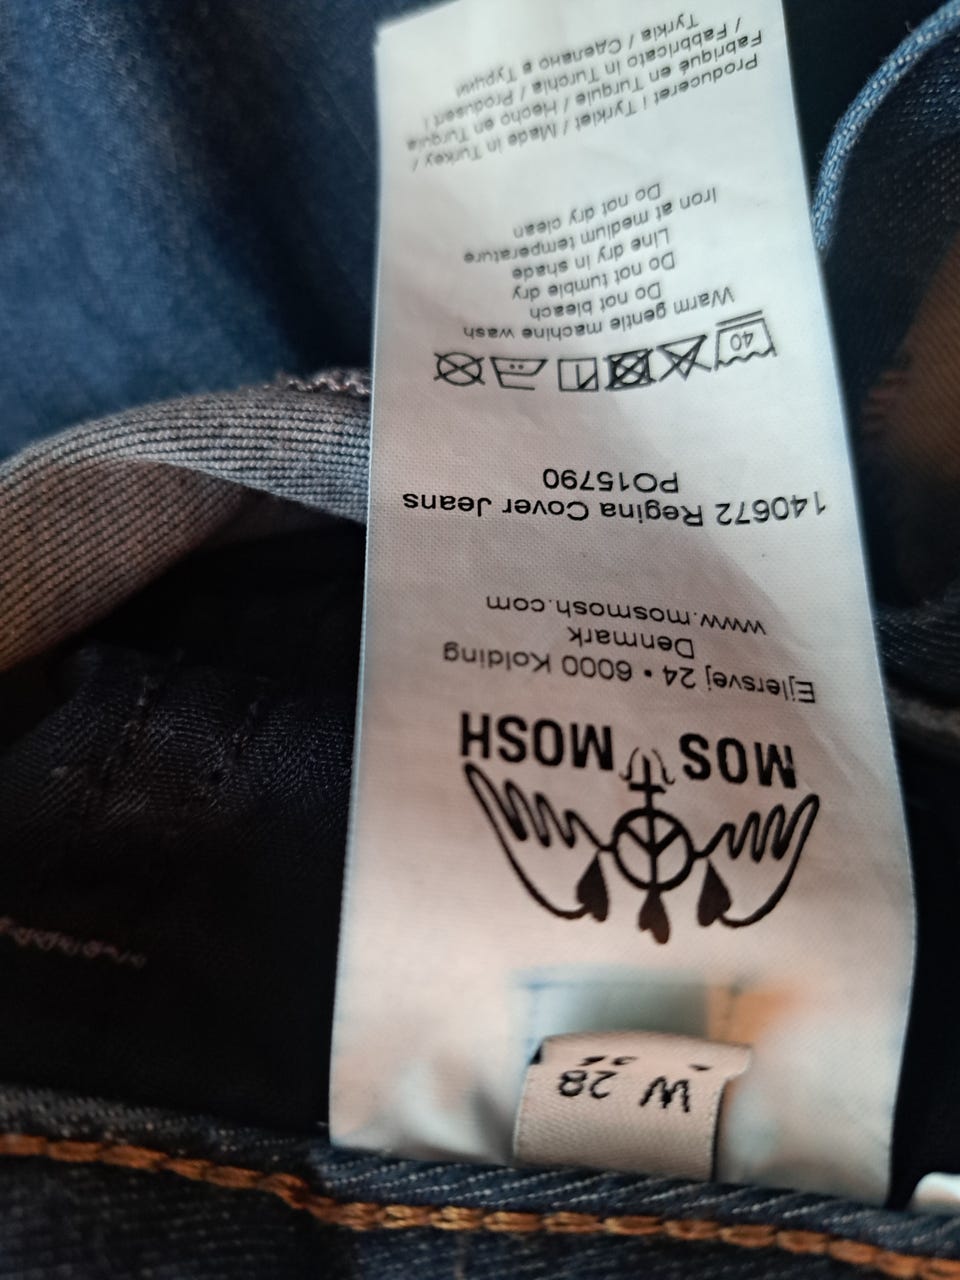 W 28
MOS MOSH
Ejlersvej 24 • 6000 Kolding
Denmark
www.mosmosh.com
140672 Regina Cover Jeans
PO15790
40
Warm gentle machine wash
Do not bleach
Do not tumble dry
Line dry in shade
Iron at medium temperature
Do not dry clean
Produceret i Tyrkiet / Made in Turkey /
Fabriqué en Turquie / Hecho en Turquia
/ Fabbricato in Turchia / Produsert i
Tyrkia / Сделано в Турции